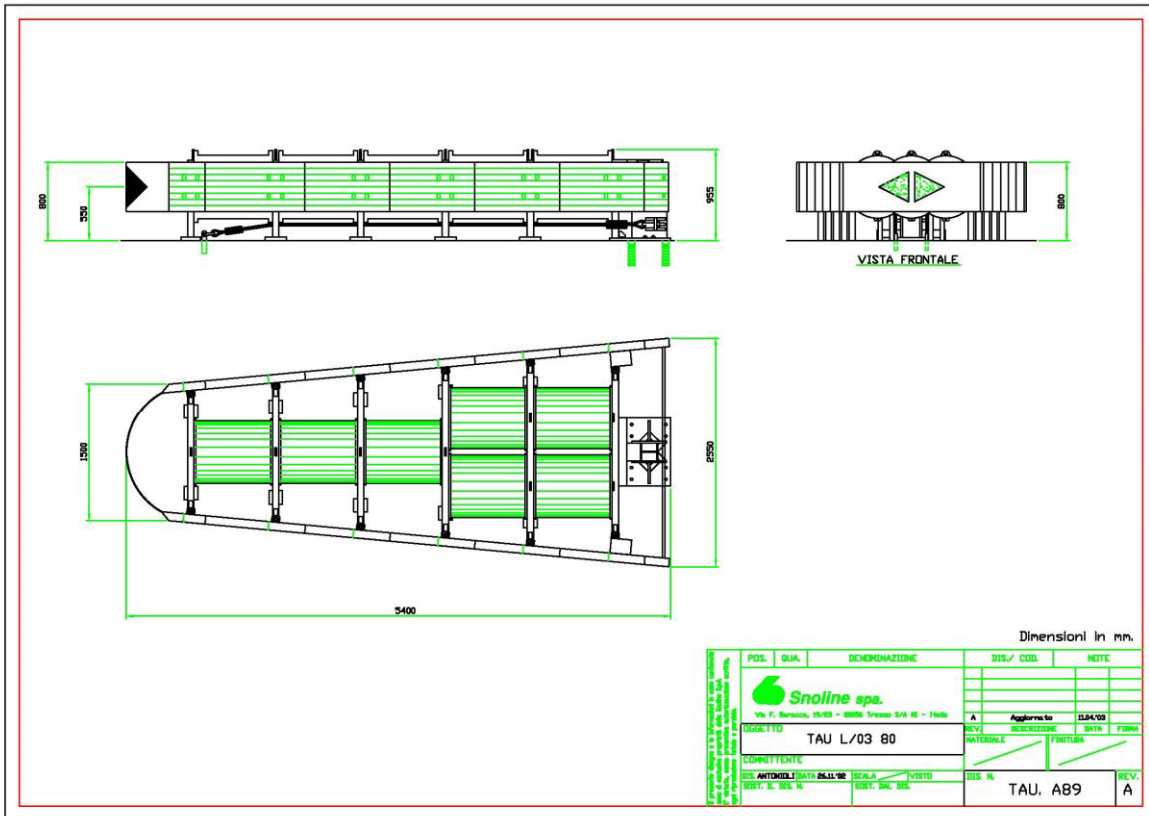 800
550
955
800
VISTA FRONTALE
1500
2550
5400
Dimensioni in mm.
POS. QUA. DENOMINAZIONE DIS./ COD. NOTE
Snoline spa.
A Aggiornato 11.04/03
REV. DESCRIZIONE DATA FIRMA
OGGETTO
TAU L/03 80
MATERIALE FINITURA
COMMITTENTE
DIS. ANTONIOLI DATA 26.11.'02 SCALA VISTO
DIS N. TAU. A89 REV. A
SOST. IL DIS. N. SOST. DAL DIS.